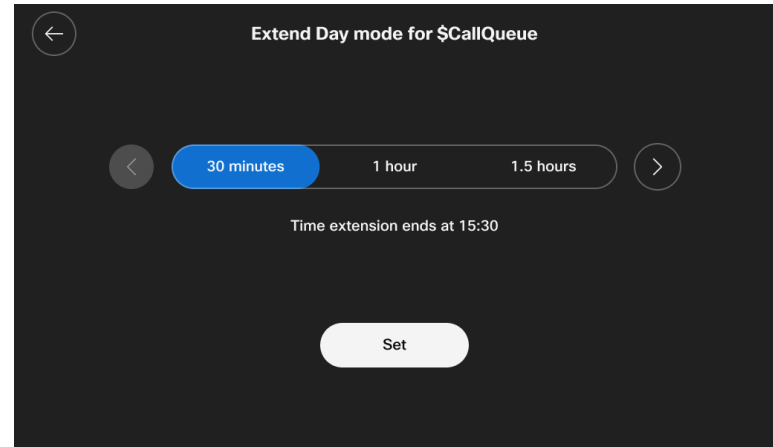 Extend Day mode for $CallQueue
30 minutes 1 hour 1.5 hours
Time extension ends at 15:30
Set